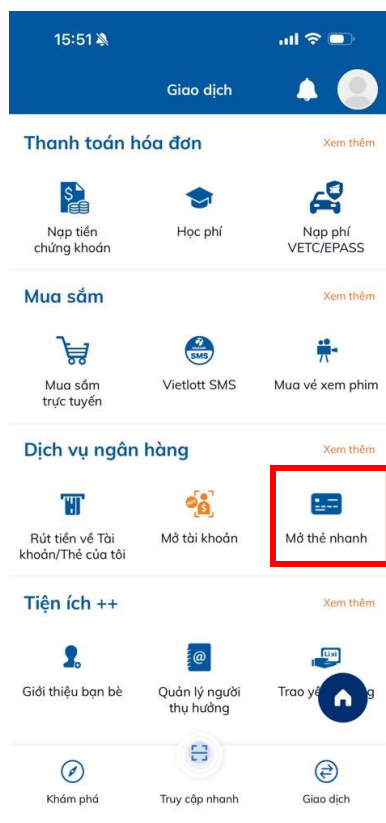 15:51
Giao dịch
Thanh toán hóa đơn
Xem thêm
Nạp tiền
chứng khoán
Học phí
Nạp phí
VETC/EPASS
Mua sắm
Xem thêm
SMS
Mua sắm
trực tuyến
Vietlott SMS
Mua vé xem phim
Dịch vụ ngân hàng
Xem thêm
Rút tiền về Tài
khoản/Thẻ của tôi
Mở tài khoản
Mở thẻ nhanh
Tiện ích ++
Xem thêm
@
Lì xì
Giới thiệu bạn bè
Quản lý người
thụ hưởng
Trao
Khám phá
Truy cập nhanh
Giao dịch